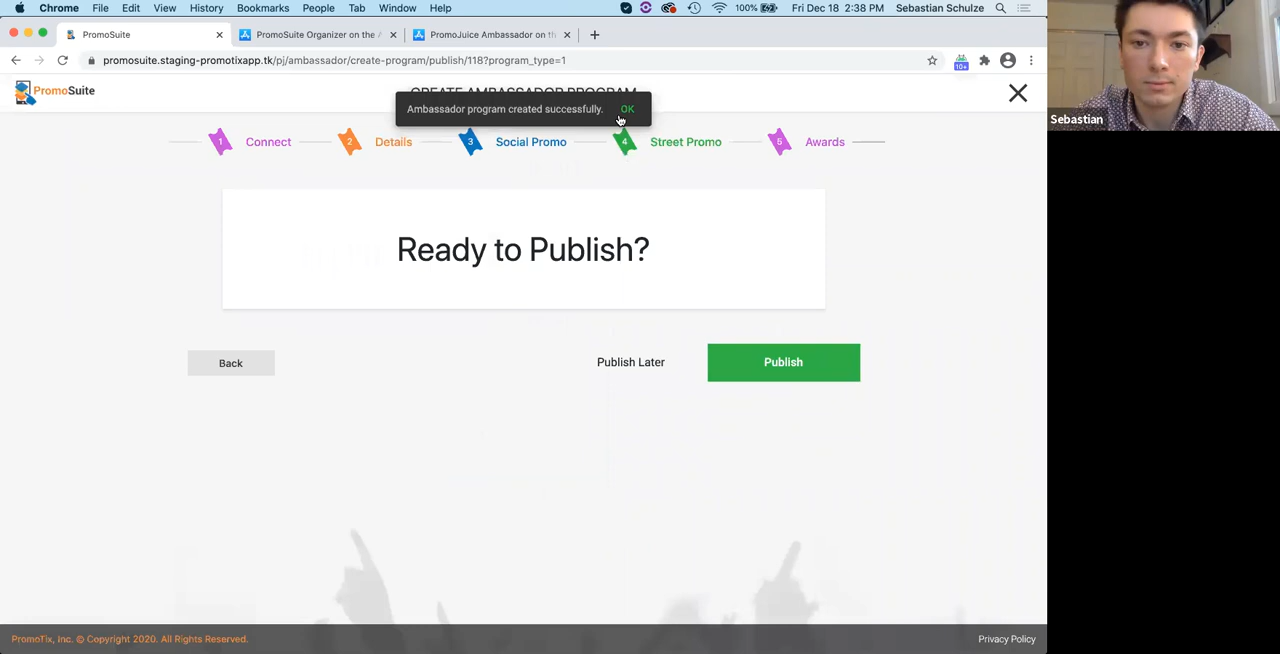 Chrome File Edit View History Bookmarks People Tab Window Help 100% Fri Dec 18 2:38 PM Sebastian Schulze
PromoSuite PromoSuite Organizer on the PromoJuice Ambassador on th
promosuite.staging-promotixapp.tk/pj/ambassador/create-program/publish/118?program_type=1
10+
PromoSuite
Ambassador program created successfully. OK
1 Connect 2 Details 3 Social Promo 4 Street Promo 5 Awards
Ready to Publish?
Back Publish Later Publish
PromoTix, Inc. © Copyright 2020. All Rights Reserved. Privacy Policy
Sebastian